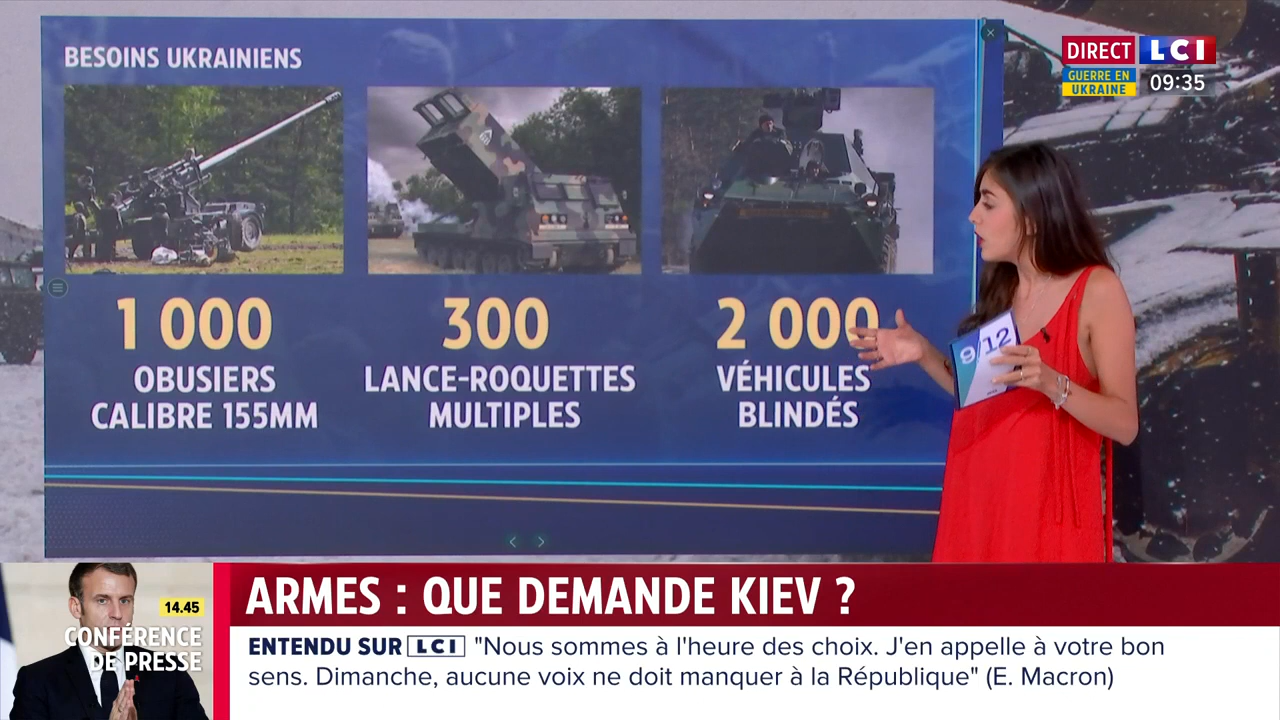 BESOINS UKRAINIENS
DIRECT LCI
GUERRE EN
UKRAINE
09:35
1 000
OBUSIERS
CALIBRE 155MM
300
LANCE-ROQUETTES
MULTIPLES
2 000
VÉHICULES
BLINDÉS
9/12
14.45
CONFÉRENCE
DE PRESSE
ARMES : QUE DEMANDE KIEV ?
ENTENDU SUR LCI "Nous sommes à l'heure des choix. J'en appelle à votre bon
sens. Dimanche, aucune voix ne doit manquer à la République" (E. Macron)